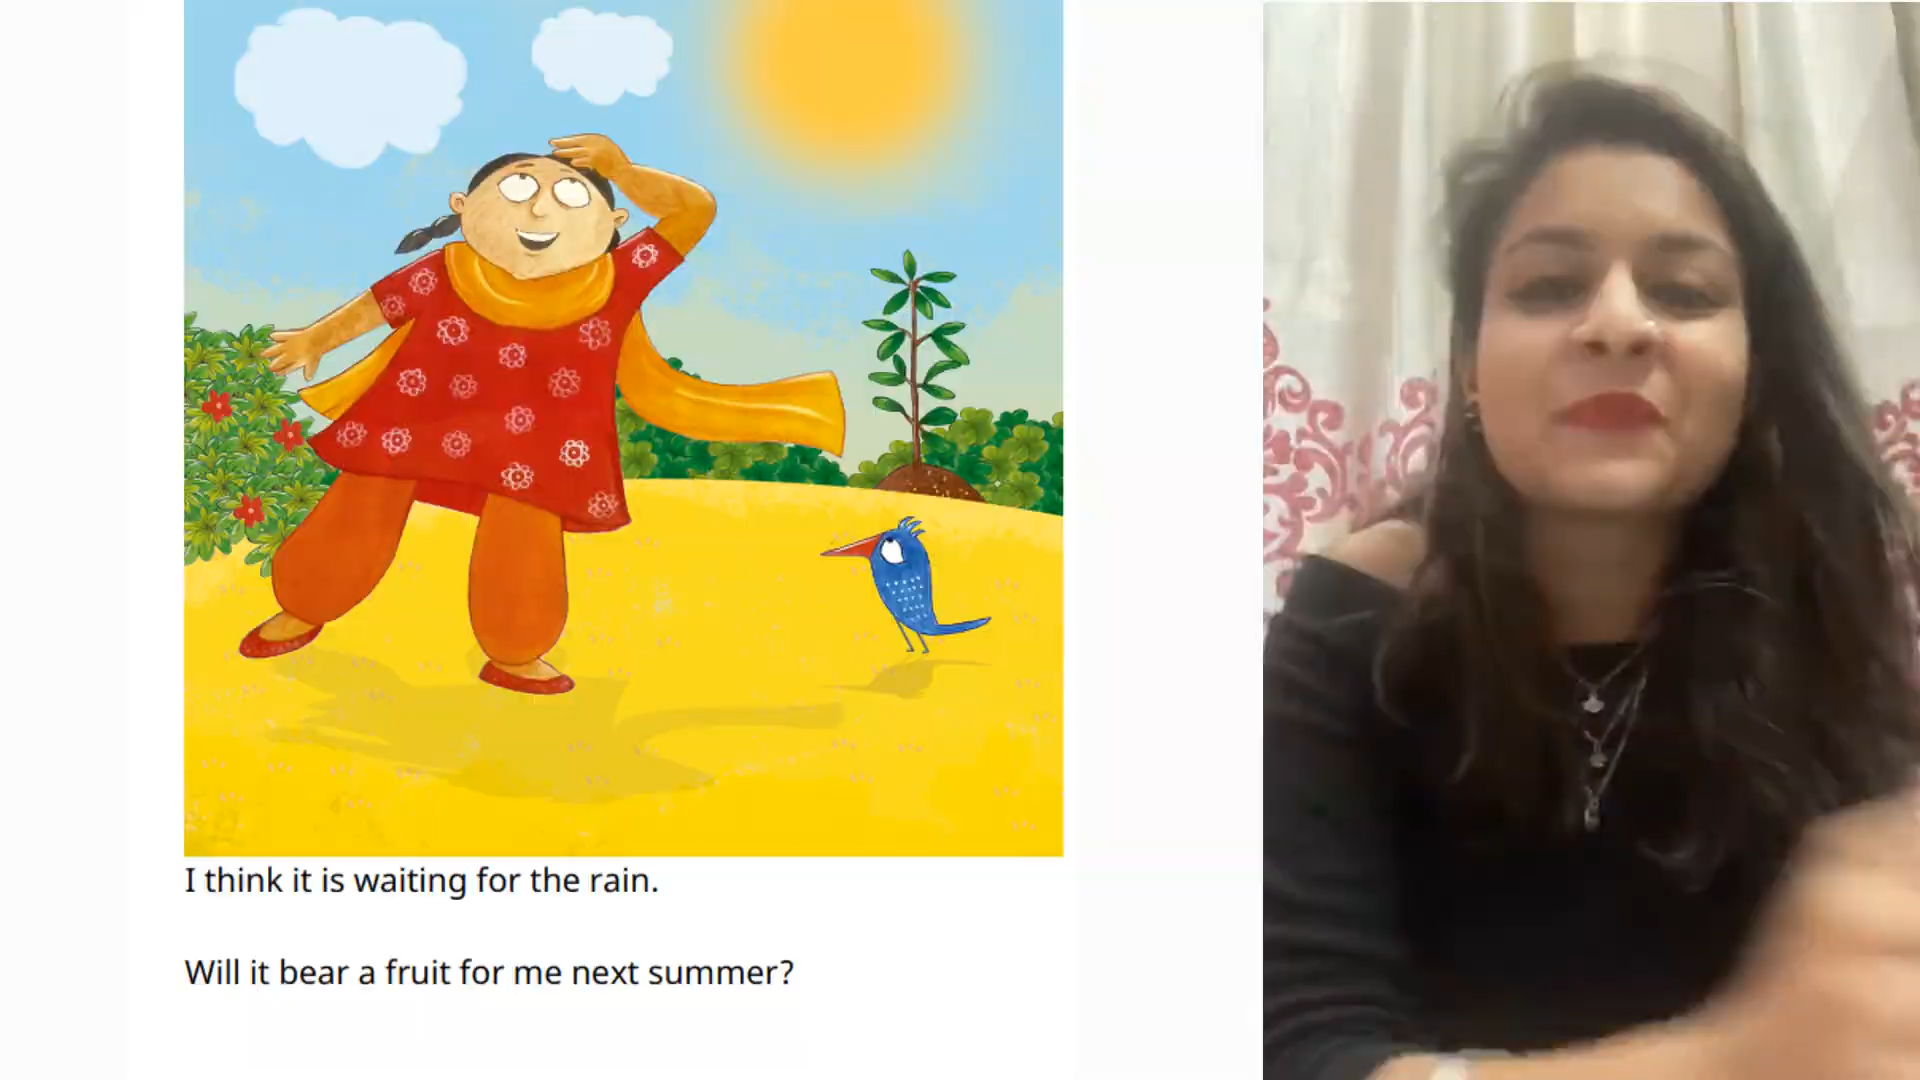 I think it is waiting for the rain.
Will it bear a fruit for me next summer?